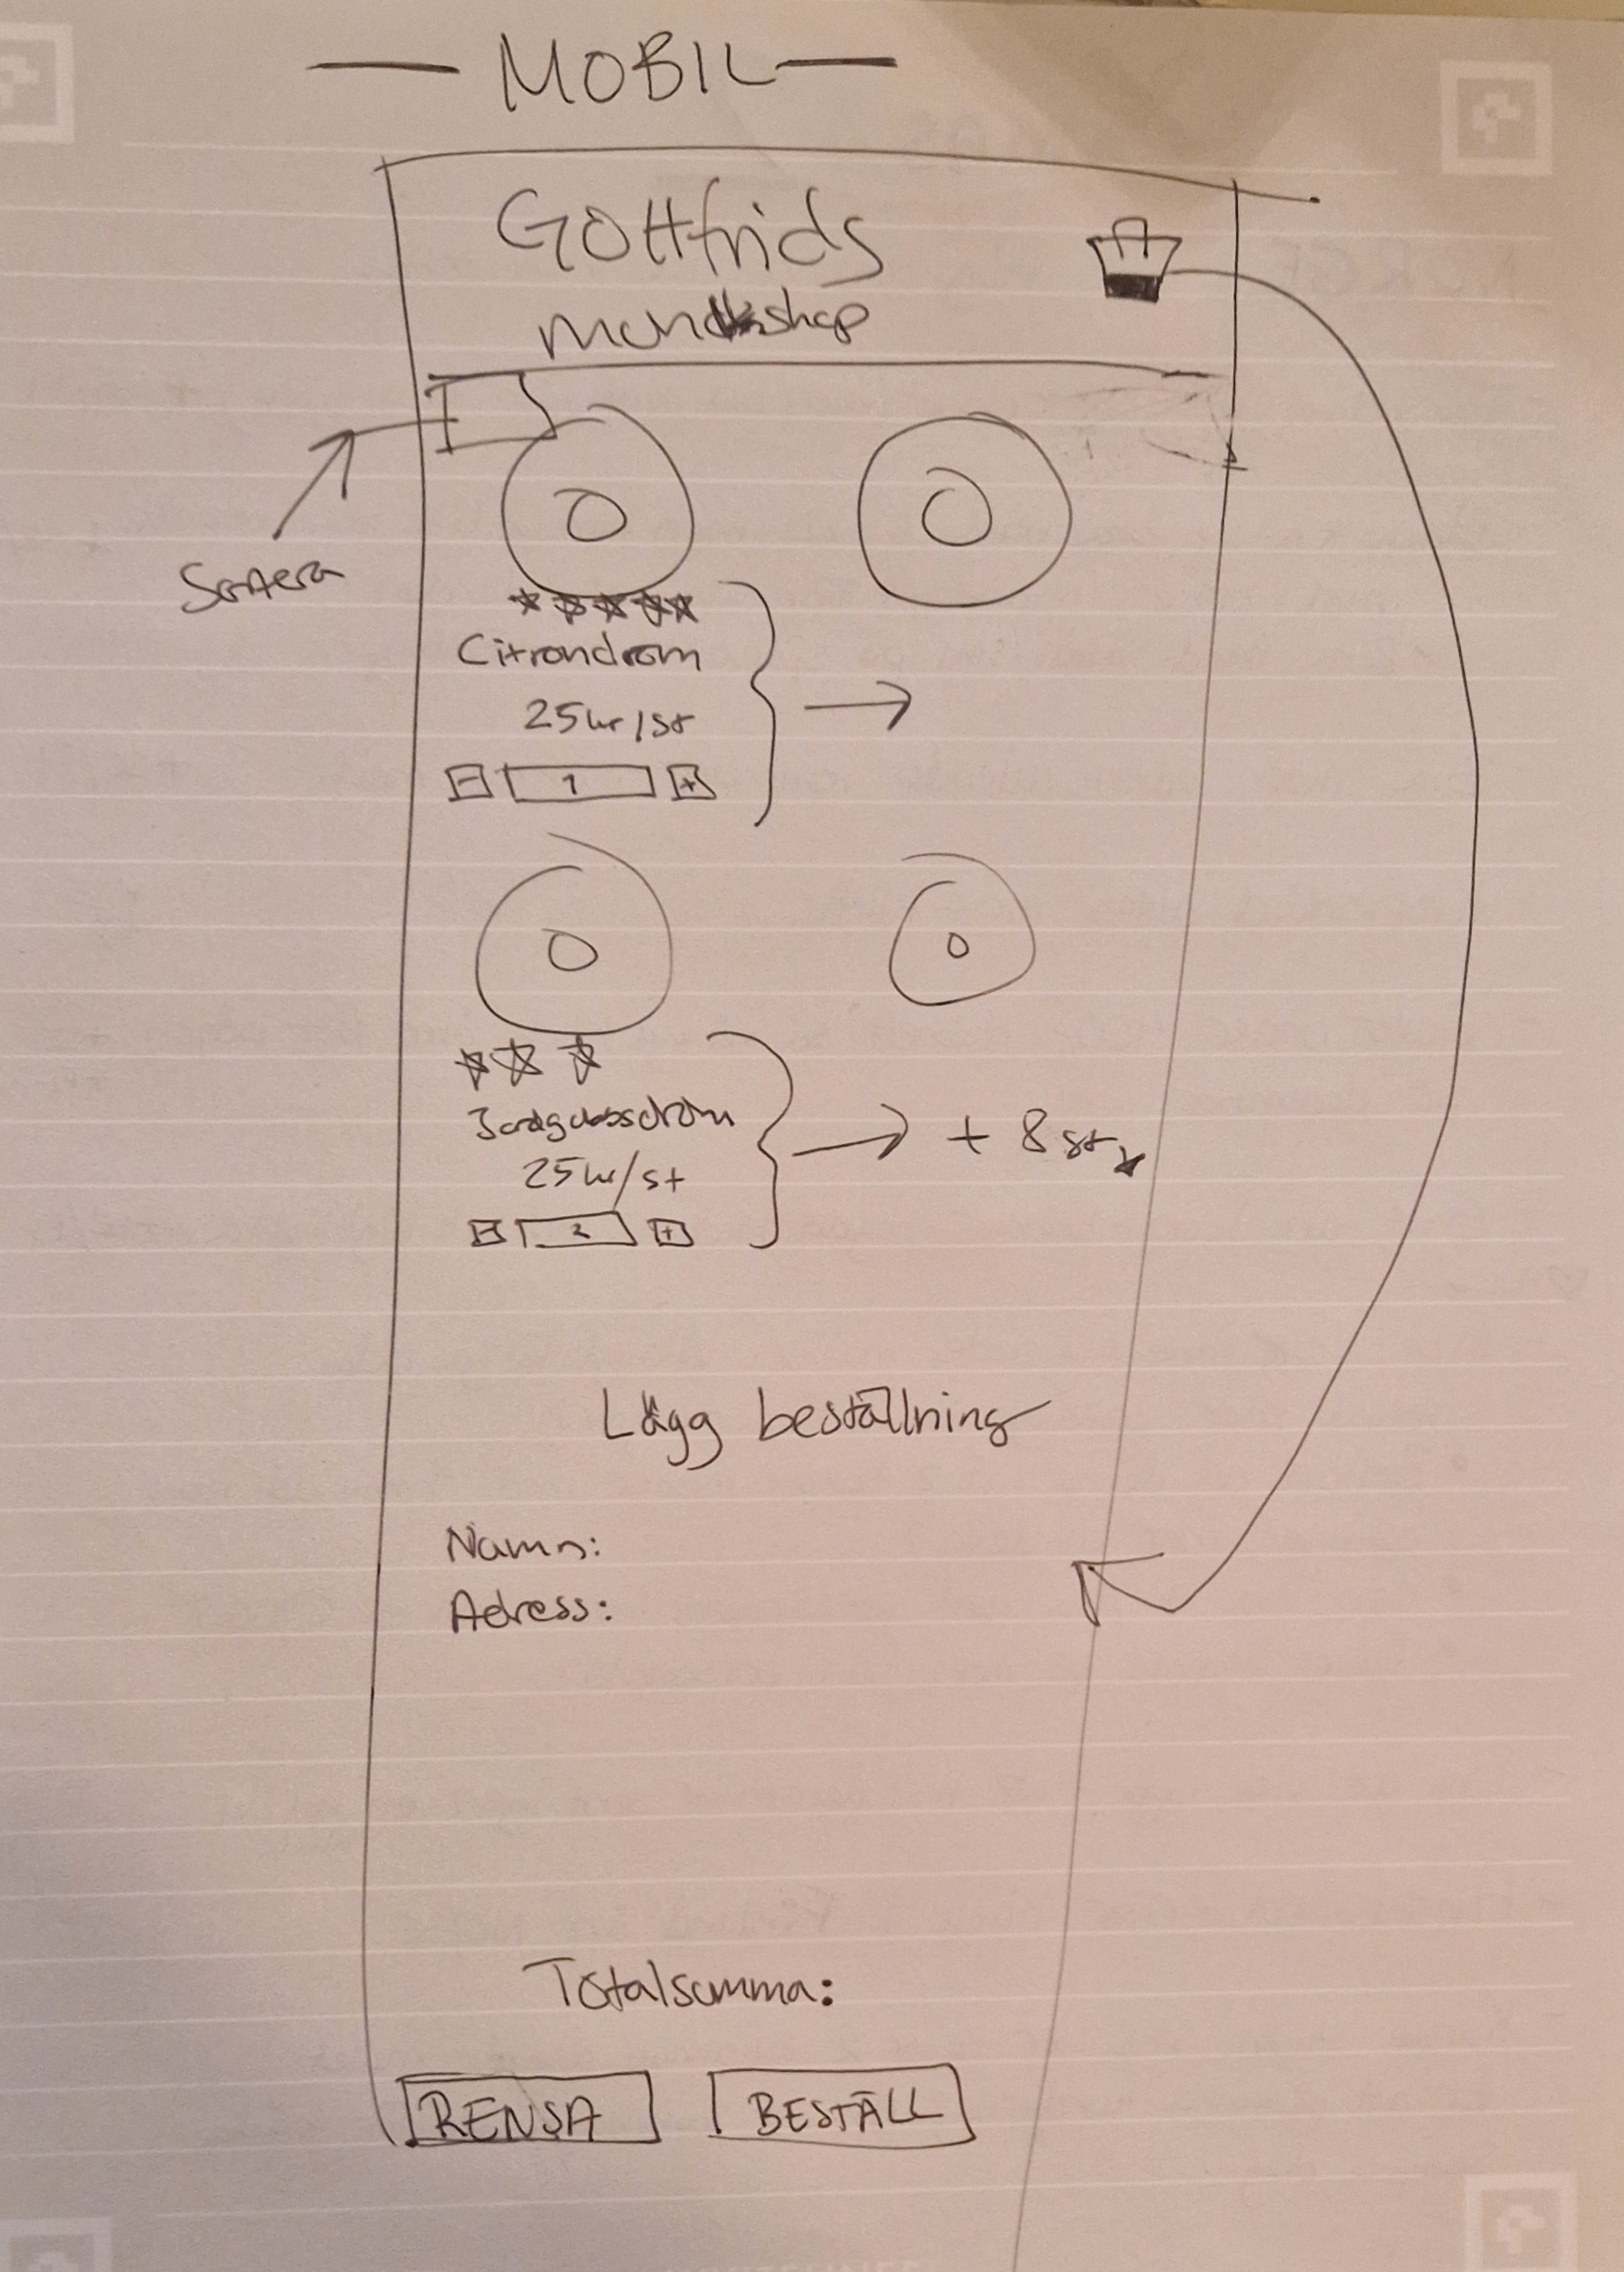 MOBIL
Gottfrids
munkshop
Sortera
Citrondröm
25kr/st
- 1 +
Jordgubbsdröm
25kr/st
- 2 +
+ 8 st
Lägg beställning
Namn:
Adress:
Totalsumma:
RENSA BESTÄLL